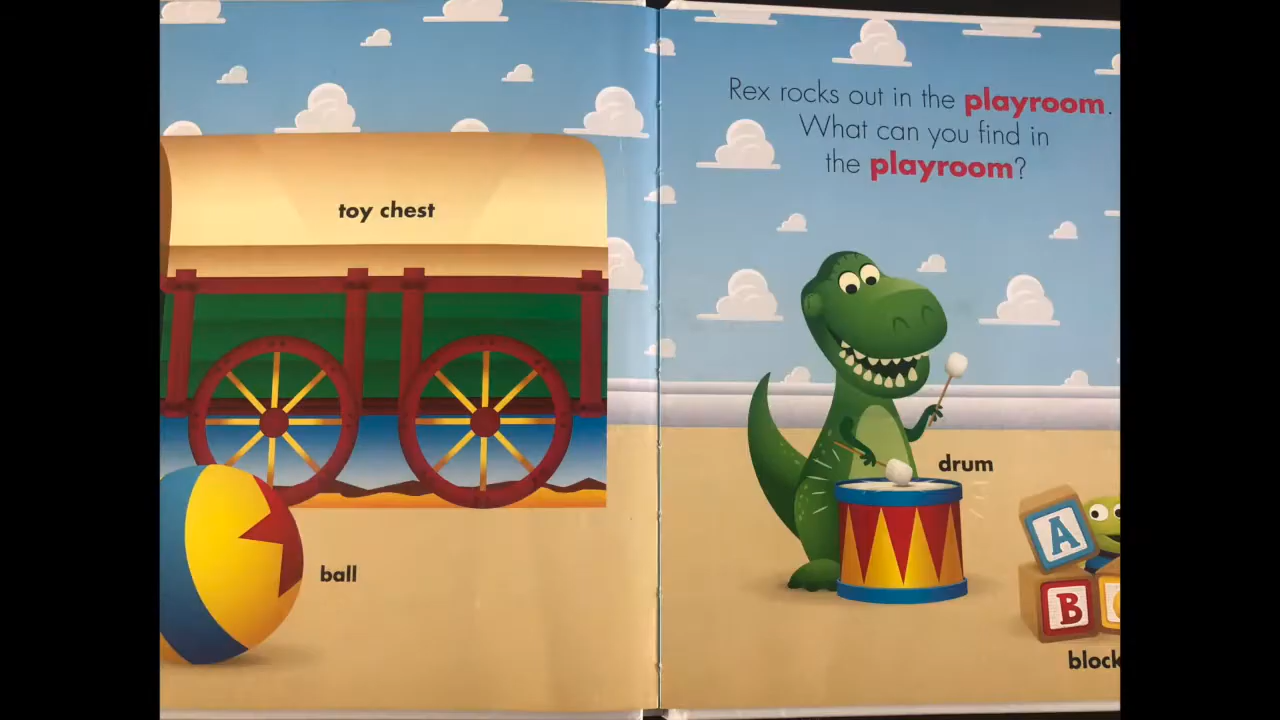 toy chest
ball
Rex rocks out in the playroom.
What can you find in
the playroom?
drum
A
B
block